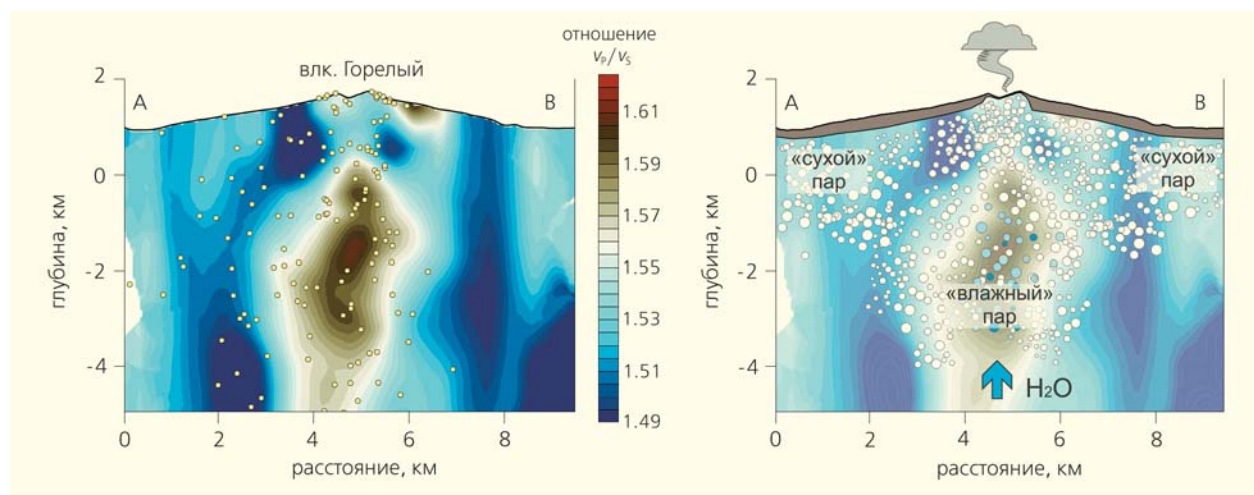 отношение
vP/vS
влк. Горелый
A
B
2
0
-2
-4
глубина, км
0
2
4
6
8
расстояние, км
1.61
1.59
1.57
1.55
1.53
1.51
1.49
A
B
2
0
-2
-4
глубина, км
«сухой»
пар
«сухой»
пар
«влажный»
пар
H₂O
0
2
4
6
8
расстояние, км